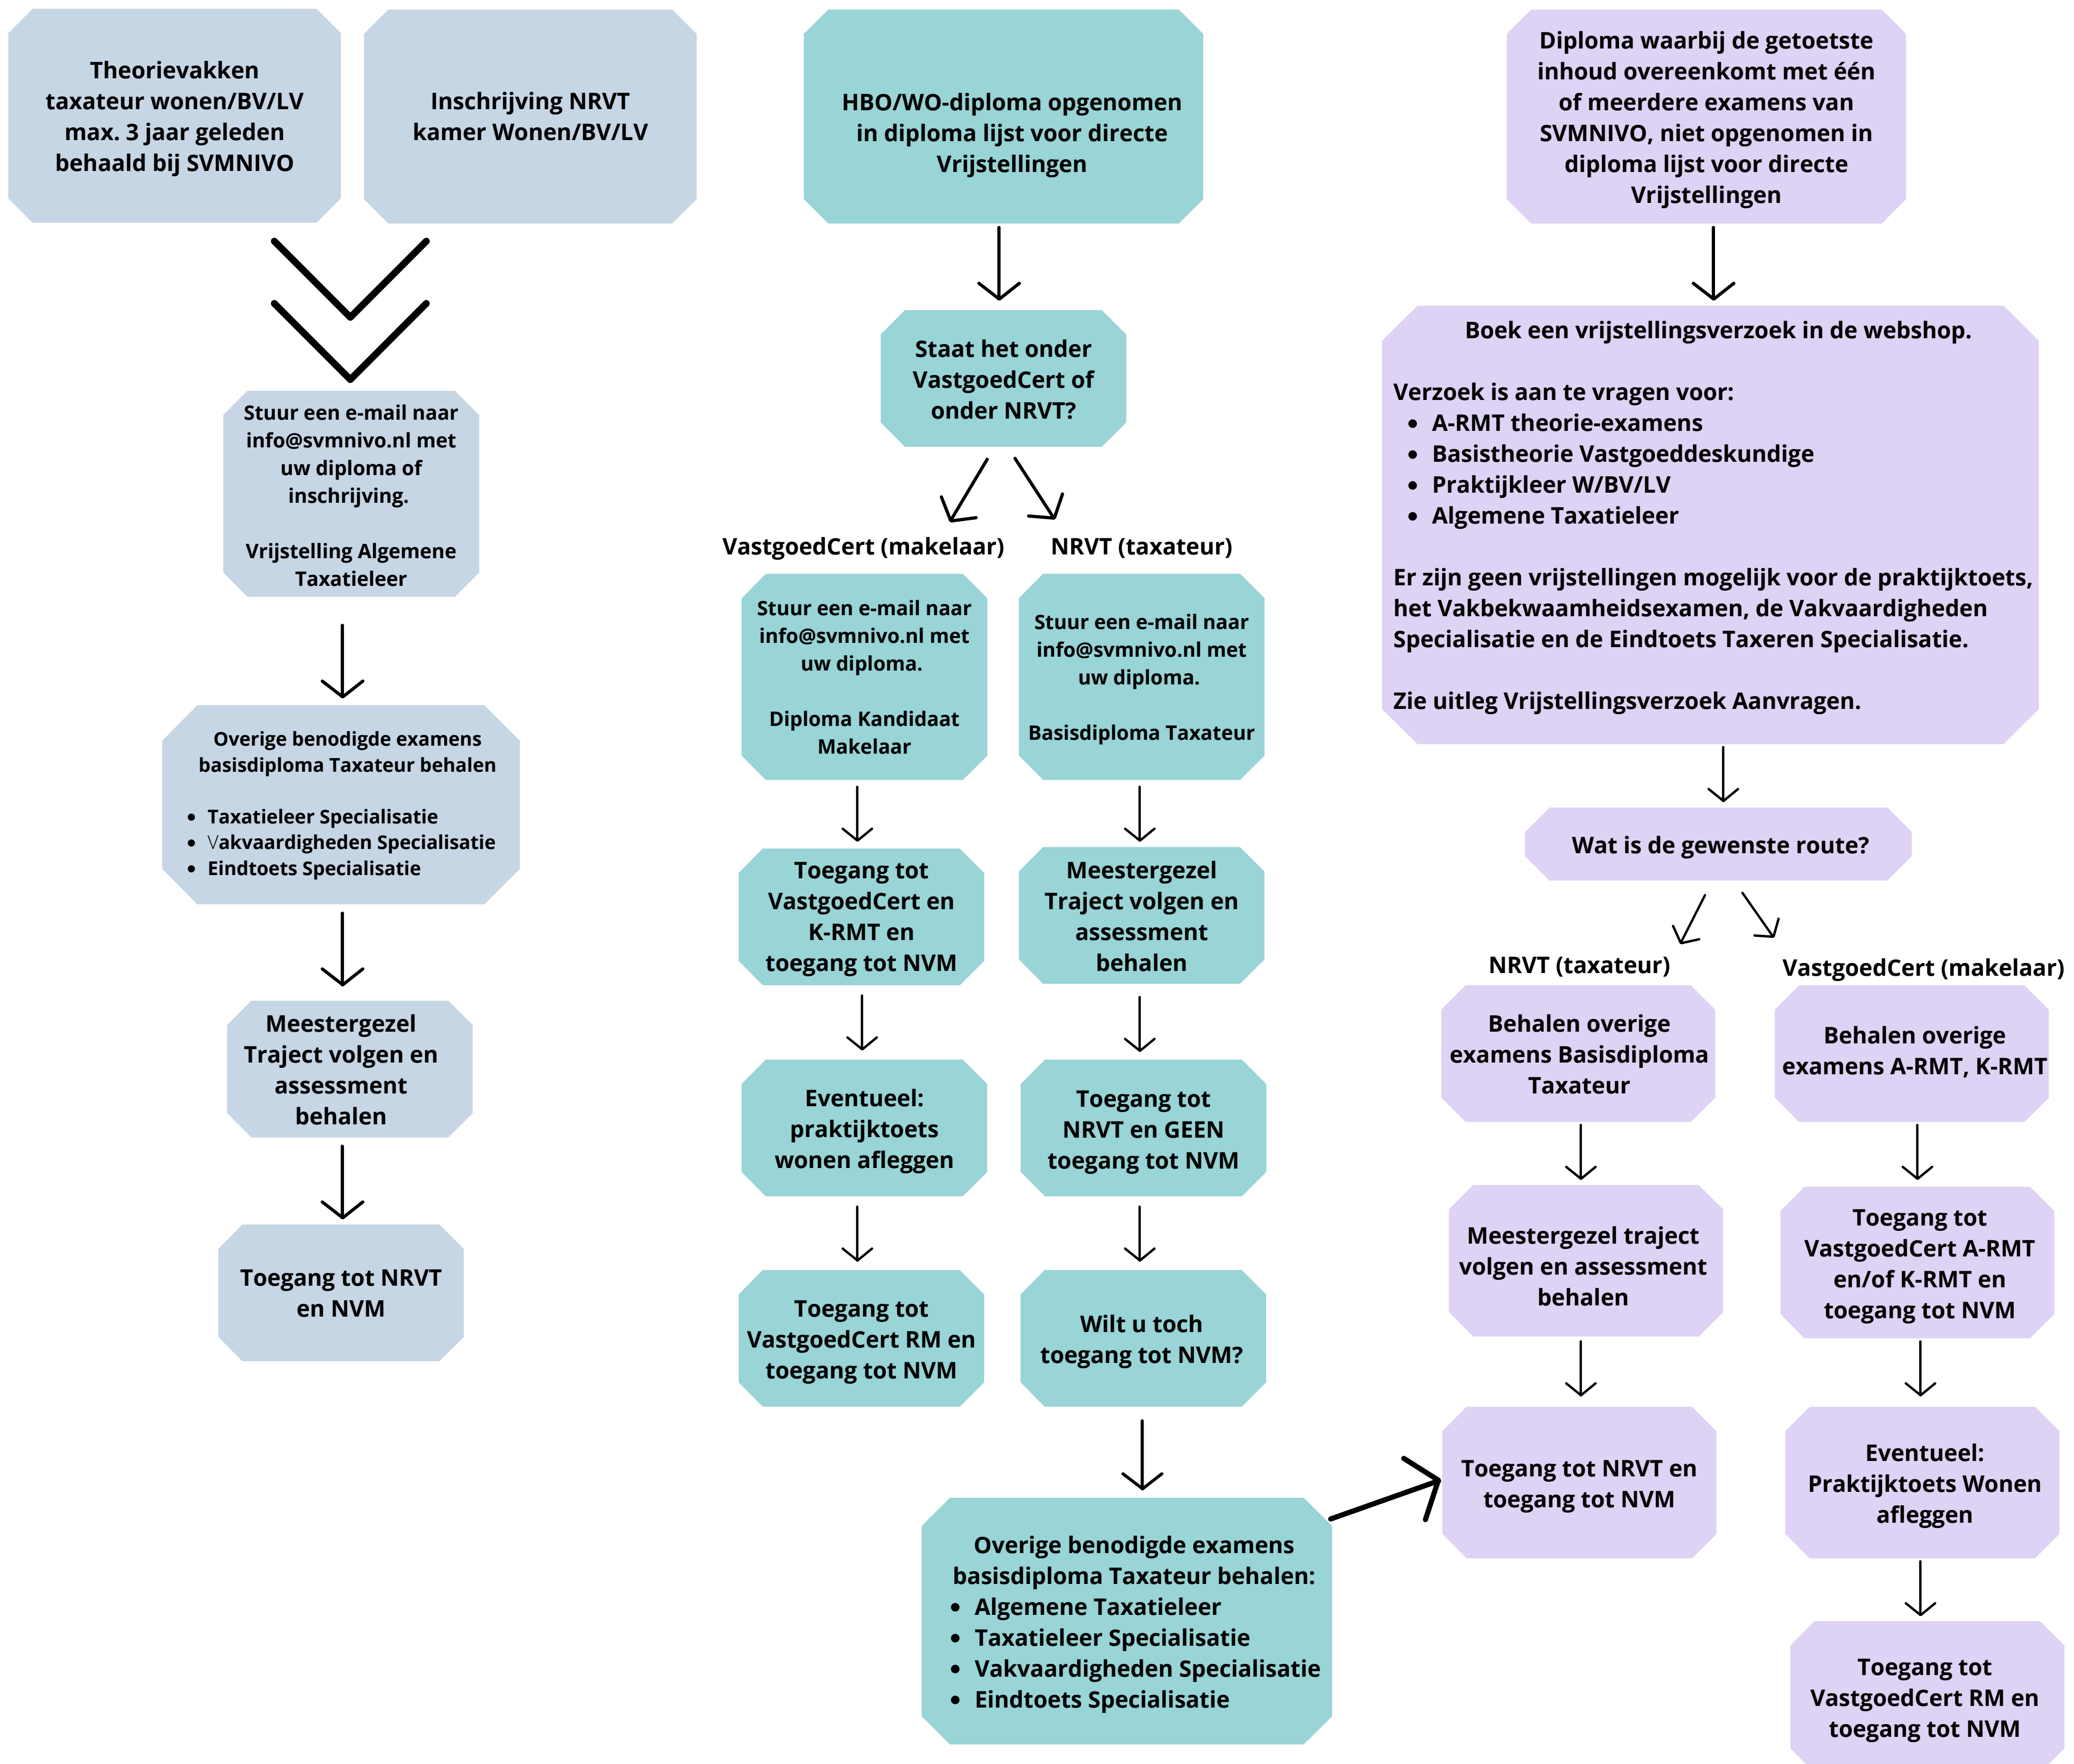 Theorievakken
taxateur wonen/BV/LV
max. 3 jaar geleden
behaald bij SVMNIVO
Inschrijving NRVT
kamer Wonen/BV/LV
Stuur een e-mail naar
info@svmnivo.nl met
uw diploma of
inschrijving.
Vrijstelling Algemene
Taxatieleer
Overige benodigde examens
basisdiploma Taxateur behalen
• Taxatieleer Specialisatie
• Vakvaardigheden Specialisatie
• Eindtoets Specialisatie
Meestergezel
Traject volgen en
assessment
behalen
Toegang tot NRVT
en NVM
HBO/WO-diploma opgenomen
in diploma lijst voor directe
Vrijstellingen
Staat het onder
VastgoedCert of
onder NRVT?
VastgoedCert (makelaar)
Stuur een e-mail naar
info@svmnivo.nl met
uw diploma.
Diploma Kandidaat
Makelaar
Toegang tot
VastgoedCert en
K-RMT en
toegang tot NVM
Eventueel:
praktijktoets
wonen afleggen
Toegang tot
VastgoedCert RM en
toegang tot NVM
NRVT (taxateur)
Stuur een e-mail naar
info@svmnivo.nl met
uw diploma.
Basisdiploma Taxateur
Meestergezel
Traject volgen en
assessment
behalen
Toegang tot
NRVT en GEEN
toegang tot NVM
Wilt u toch
toegang tot NVM?
Overige benodigde examens
basisdiploma Taxateur behalen:
• Algemene Taxatieleer
• Taxatieleer Specialisatie
• Vakvaardigheden Specialisatie
• Eindtoets Specialisatie
Diploma waarbij de getoetste
inhoud overeenkomt met één
of meerdere examens van
SVMNIVO, niet opgenomen in
diploma lijst voor directe
Vrijstellingen
Boek een vrijstellingsverzoek in de webshop.
Verzoek is aan te vragen voor:
• A-RMT theorie-examens
• Basistheorie Vastgoeddeskundige
• Praktijkleer W/BV/LV
• Algemene Taxatieleer
Er zijn geen vrijstellingen mogelijk voor de praktijktoets,
het Vakbekwaamheidsexamen, de Vakvaardigheden
Specialisatie en de Eindtoets Taxeren Specialisatie.
Zie uitleg Vrijstellingsverzoek Aanvragen.
Wat is de gewenste route?
NRVT (taxateur)
Behalen overige
examens Basisdiploma
Taxateur
Meestergezel traject
volgen en assessment
behalen
Toegang tot NRVT en
toegang tot NVM
VastgoedCert (makelaar)
Behalen overige
examens A-RMT, K-RMT
Toegang tot
VastgoedCert A-RMT
en/of K-RMT en
toegang tot NVM
Eventueel:
Praktijktoets Wonen
afleggen
Toegang tot
VastgoedCert RM en
toegang tot NVM